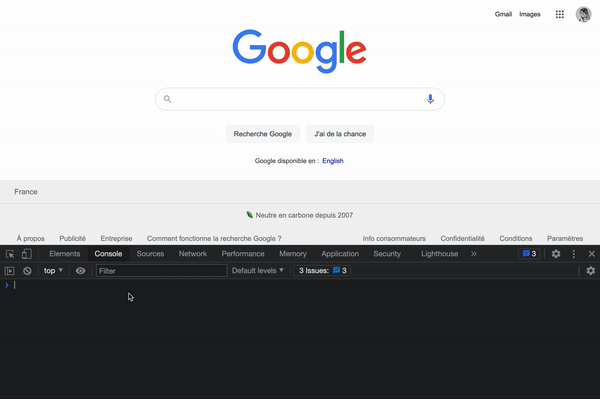 Gmail Images
Google
Recherche Google J'ai de la chance
Google disponible en : English
France
Neutre en carbone depuis 2007
À propos Publicité Entreprise Comment fonctionne la recherche Google ? Info consommateurs Confidentialité Conditions Paramètres
Elements Console Sources Network Performance Memory Application Security Lighthouse » 3
top Filter Default levels 3 Issues: 3